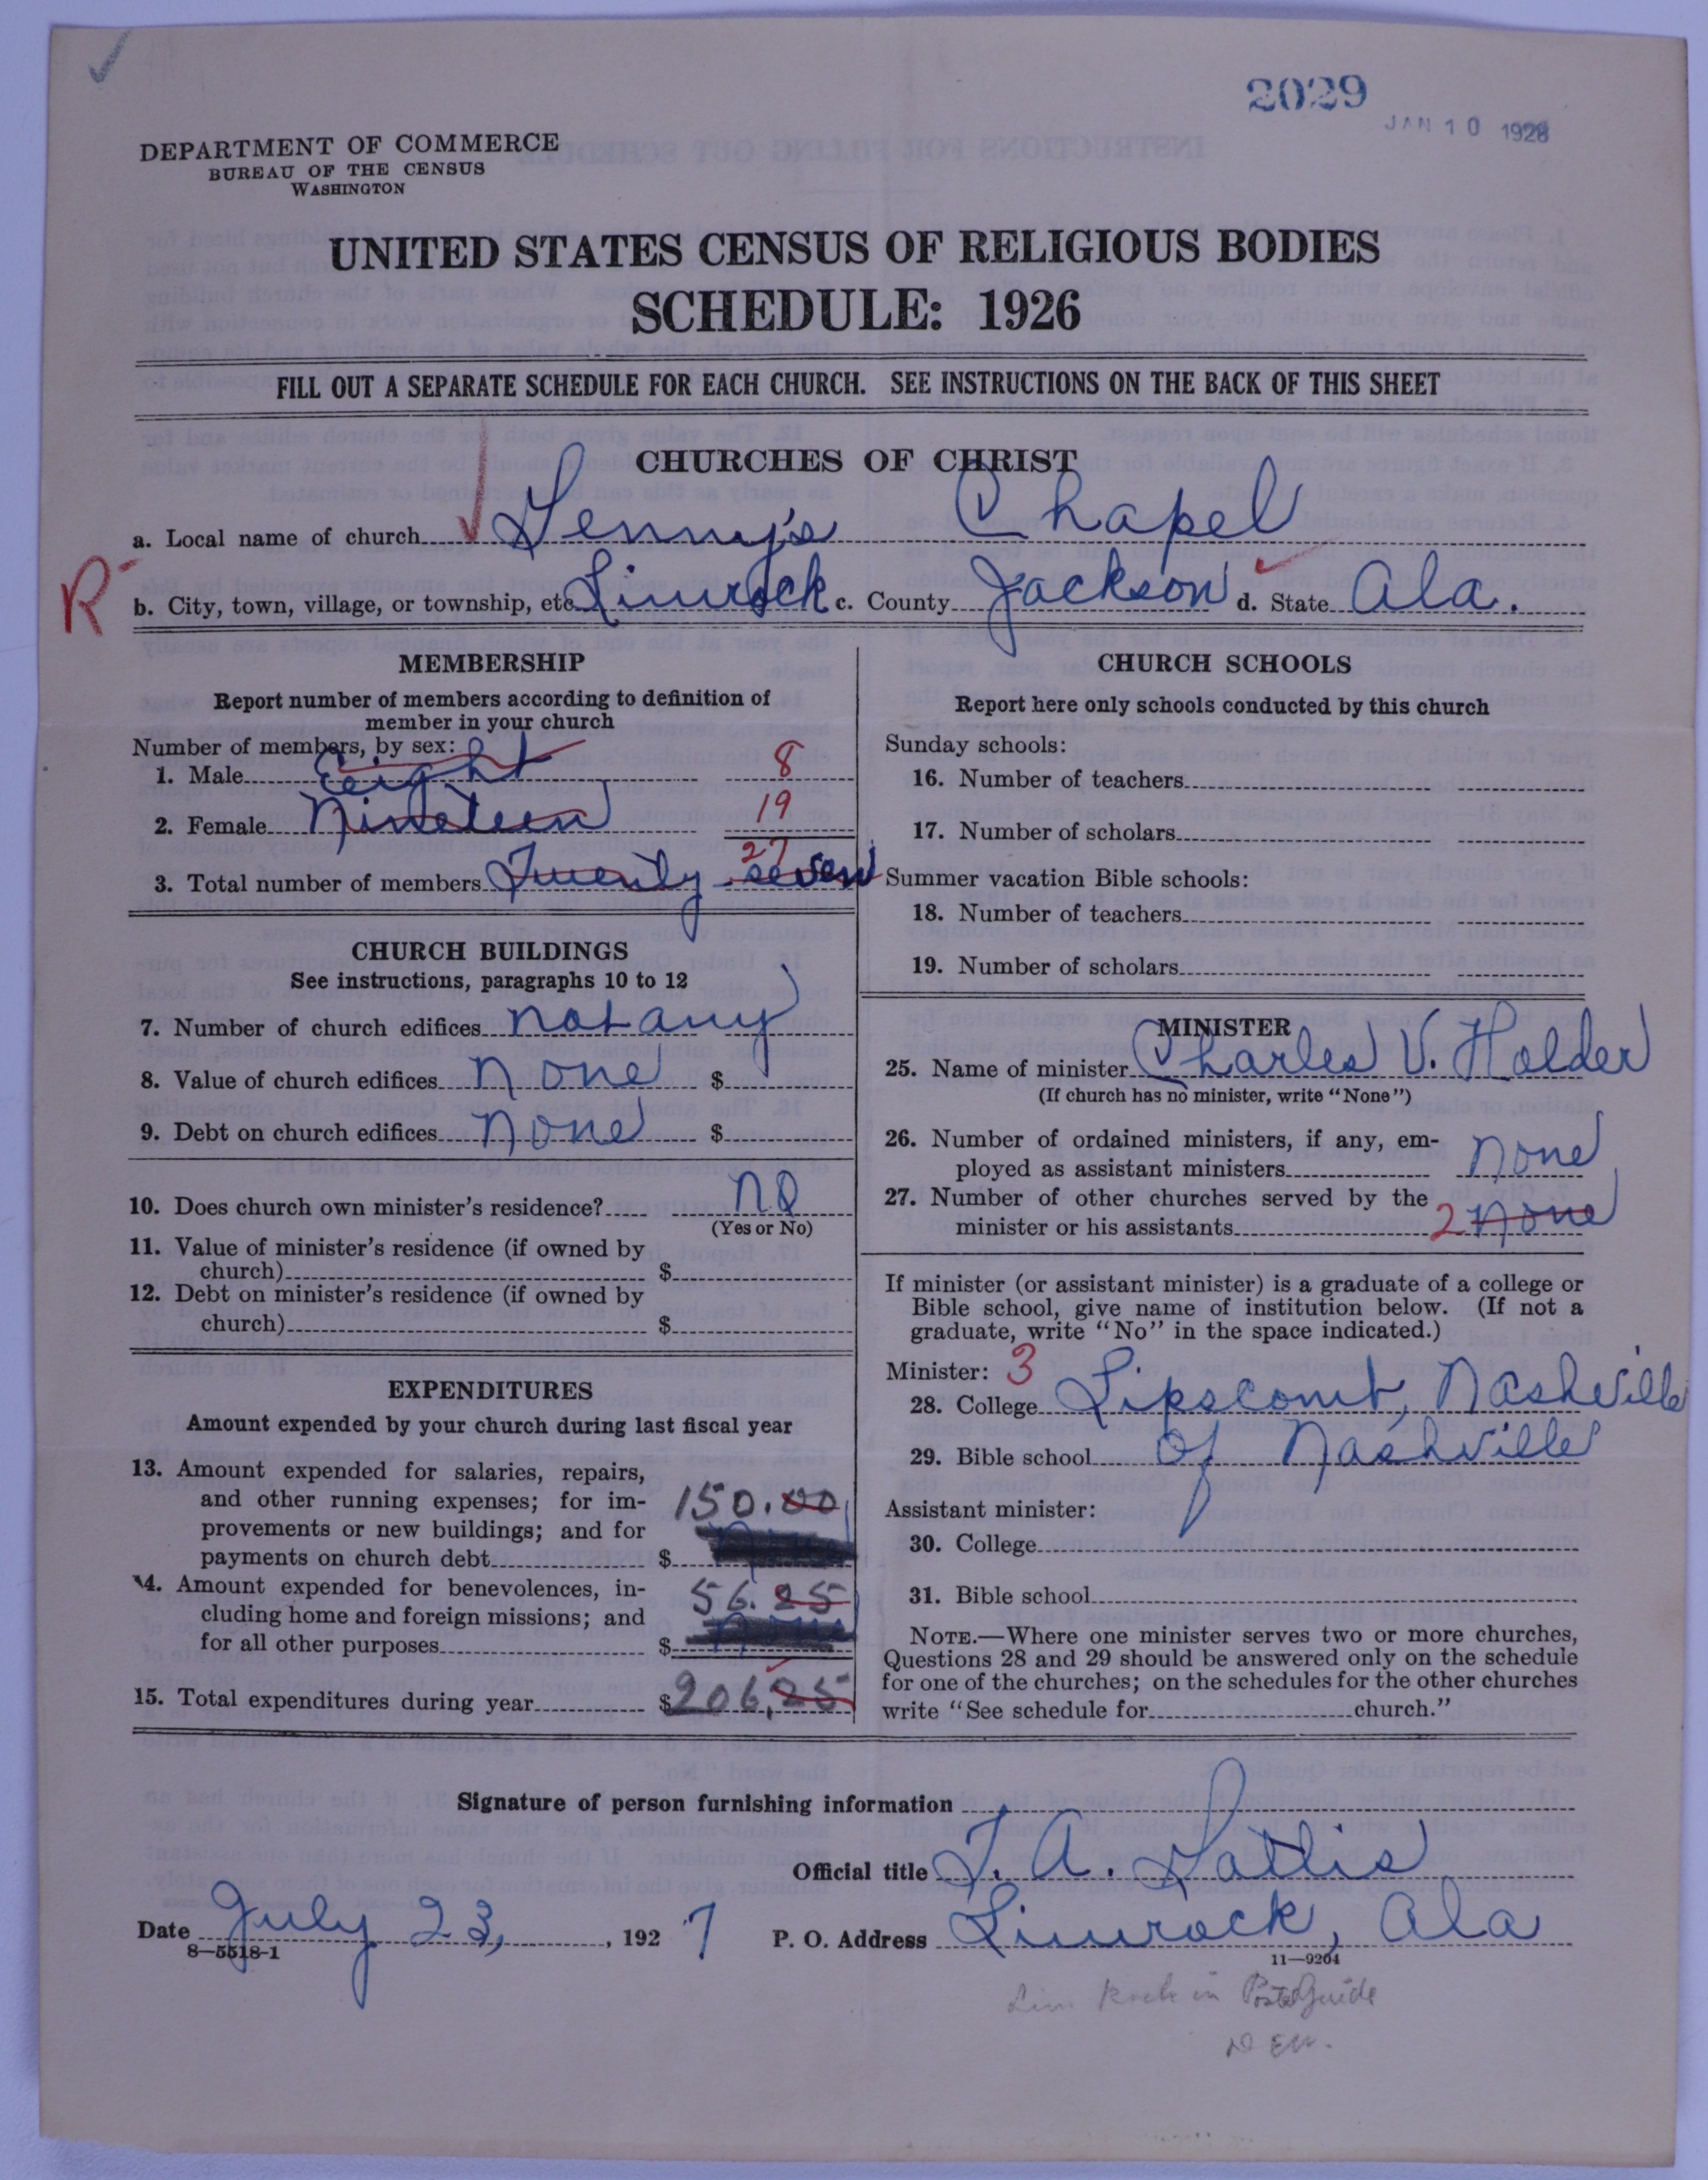 2029
JAN 10 1928
DEPARTMENT OF COMMERCE
BUREAU OF THE CENSUS
WASHINGTON
UNITED STATES CENSUS OF RELIGIOUS BODIES
SCHEDULE: 1926
FILL OUT A SEPARATE SCHEDULE FOR EACH CHURCH. SEE INSTRUCTIONS ON THE BACK OF THIS SHEET
CHURCHES OF CHRIST
a. Local name of church Chapel
R b. City, town, village, or township, etc Limrock c. County Jackson d. State Ala.
MEMBERSHIP
Report number of members according to definition of
member in your church
Number of members, by sex:
1. Male Eight 8
2. Female Nineteen 19
27
3. Total number of members Twenty-seven
CHURCH BUILDINGS
See instructions, paragraphs 10 to 12
7. Number of church edifices not any
8. Value of church edifices none $
9. Debt on church edifices none $
10. Does church own minister's residence? no
(Yes or No)
11. Value of minister's residence (if owned by
church) $
12. Debt on minister's residence (if owned by
church) $
EXPENDITURES
Amount expended by your church during last fiscal year
13. Amount expended for salaries, repairs,
and other running expenses; for im-
provements or new buildings; and for
payments on church debt $ 150.00
14. Amount expended for benevolences, in-
cluding home and foreign missions; and
for all other purposes $ 56.25
15. Total expenditures during year $206.25
CHURCH SCHOOLS
Report here only schools conducted by this church
Sunday schools:
16. Number of teachers
17. Number of scholars
Summer vacation Bible schools:
18. Number of teachers
19. Number of scholars
MINISTER
25. Name of minister Charles V. Holder
(If church has no minister, write "None")
26. Number of ordained ministers, if any, em-
ployed as assistant ministers none
27. Number of other churches served by the
minister or his assistants 2 none
If minister (or assistant minister) is a graduate of a college or
Bible school, give name of institution below. (If not a
graduate, write "No" in the space indicated.)
Minister: 3
28. College Lipscomb, Nashville
29. Bible school of Nashville
Assistant minister:
30. College
31. Bible school
NOTE.—Where one minister serves two or more churches,
Questions 28 and 29 should be answered only on the schedule
for one of the churches; on the schedules for the other churches
write "See schedule for church."
Signature of person furnishing information
Official title
Date July 23, 1927 P. O. Address Limrock, Ala
8—5518-1
11—9204
Lim Rock in Postal Guide